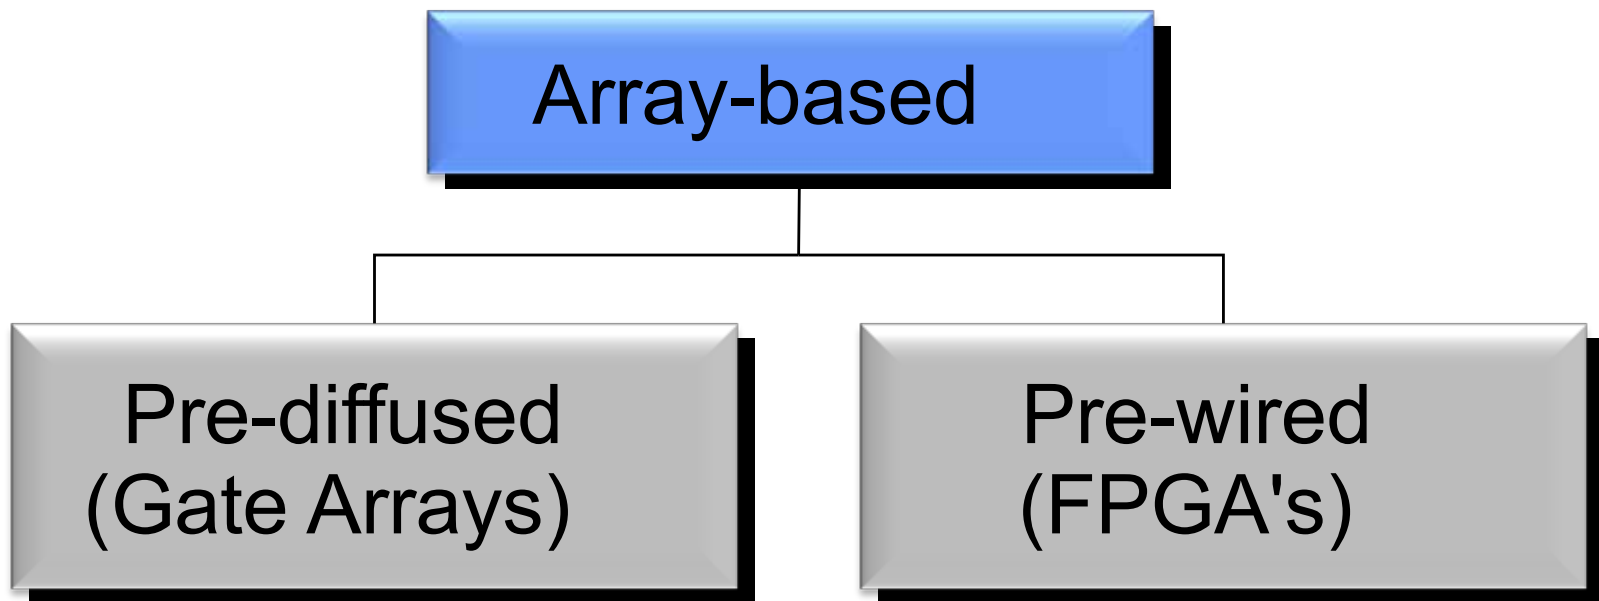 Array-based
Pre-diffused
(Gate Arrays)
Pre-wired
(FPGA's)